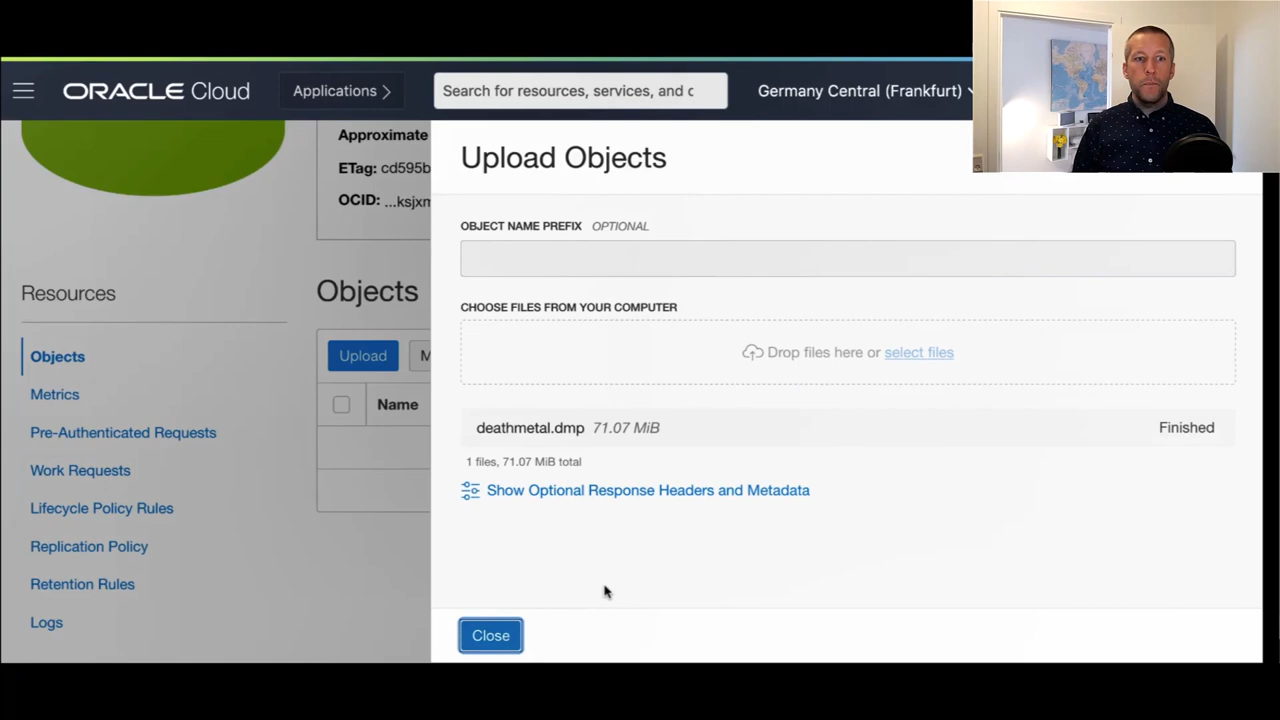 ORACLE Cloud
Applications
Search for resources, services, and c
Germany Central (Frankfurt)
Approximate
ETag: cd595b
OCID: ...ksjxm
Resources
Objects
Metrics
Pre-Authenticated Requests
Work Requests
Lifecycle Policy Rules
Replication Policy
Retention Rules
Logs
Objects
Upload
M
Name
Upload Objects
OBJECT NAME PREFIX OPTIONAL
CHOOSE FILES FROM YOUR COMPUTER
Drop files here or select files
deathmetal.dmp 71.07 MiB Finished
1 files, 71.07 MiB total
Show Optional Response Headers and Metadata
Close